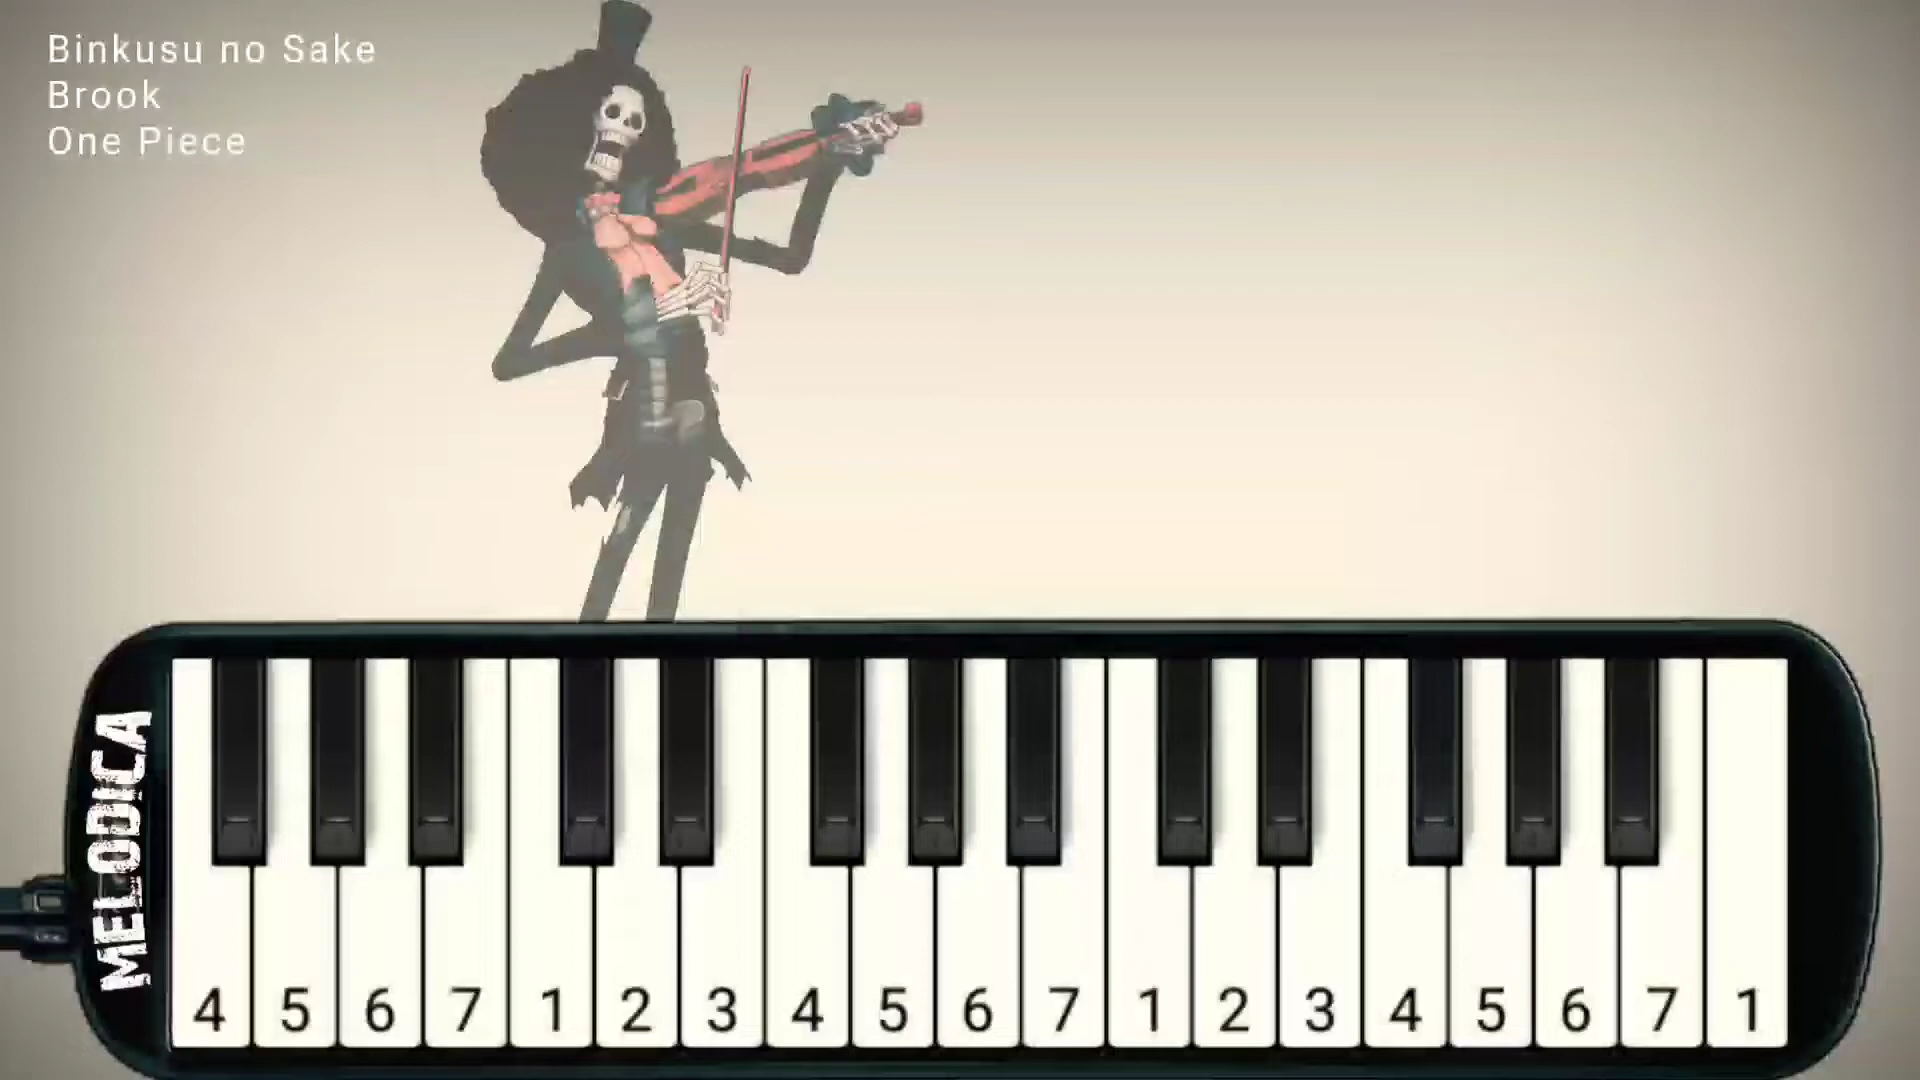 Binkusu no Sake
Brook
One Piece
MELODICA
4 5 6 7 1 2 3 4 5 6 7 1 2 3 4 5 6 7 1